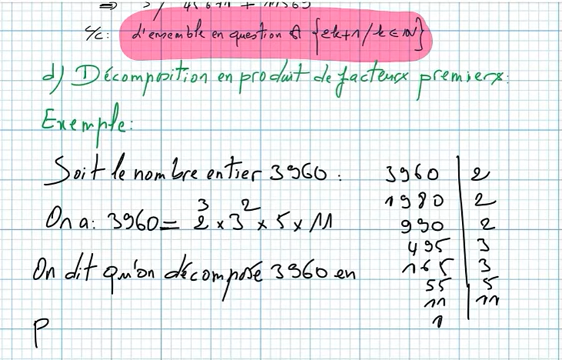 c/c: l'ensemble en question est {2k+1/k∈ℕ}
d) Décomposition en produit de facteurs premiers:
Exemple:
Soit le nombre entier 3960:
On a: 3960 = 2³ × 3² × 5 × 11
On dit qu'on décompose 3960 en
P
3960 | 2
1980 | 2
990 | 2
495 | 3
165 | 3
55 | 5
11 | 11
1